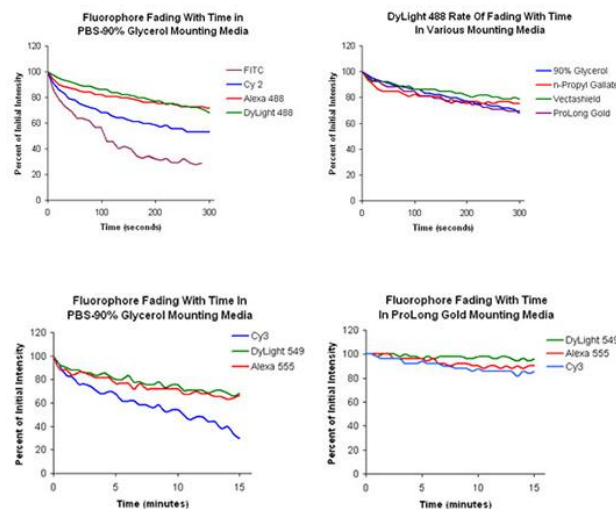 Fluorophore Fading With Time in
PBS-90% Glycerol Mounting Media
Percent of Initial Intensity
120
100
80
60
40
20
0
0
100
200
300
Time (seconds)
FITC
Cy 2
Alexa 488
DyLight 488
DyLight 488 Rate Of Fading With Time
In Various Mounting Media
Percent of Initial Intensity
120
100
80
60
40
20
0
0
100
200
300
Time (seconds)
90% Glycerol
n-Propyl Gallate
Vectashield
ProLong Gold
Fluorophore Fading With Time In
PBS-90% Glycerol Mounting Media
Percent of Initial Intensity
120
100
80
60
40
20
0
0
5
10
15
Time (minutes)
Cy3
DyLight 549
Alexa 555
Fluorophore Fading With Time
In ProLong Gold Mounting Media
Percent of Initial Intensity
120
100
80
60
40
20
0
0
5
10
15
Time (minutes)
DyLight 549
Alexa 555
Cy3